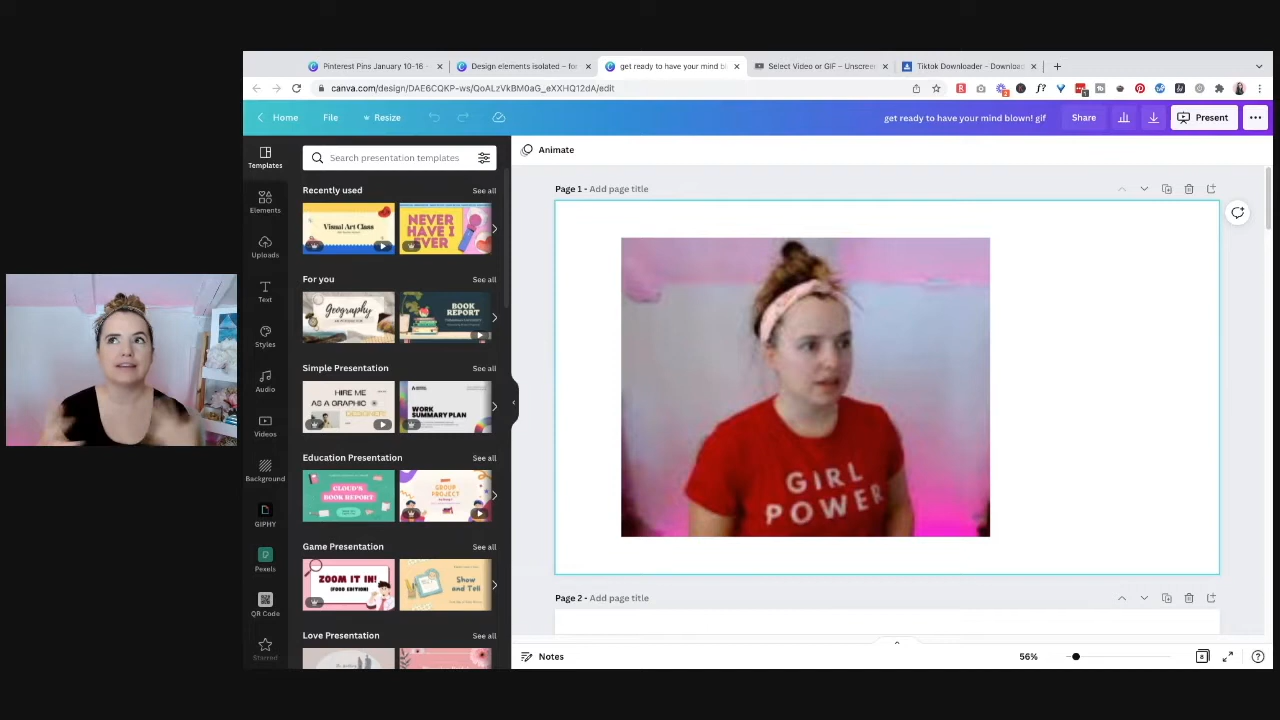 Pinterest Pins January 10-16
Design elements isolated – for
get ready to have your mind bl
Select Video or GIF – Unscreen
Tiktok Downloader - Download
canva.com/design/DAE6CQKP-ws/QoALzVkBM0aG_eXXHQ12dA/edit
Home File Resize get ready to have your mind blown! gif Share Present
Templates
Elements
Uploads
Text
Styles
Audio
Videos
Background
GIPHY
Pexels
QR Code
Starred
Search presentation templates
Recently used See all
Visual Art Class
NEVER
HAVE I
EVER
For you See all
Geography
BOOK
REPORT
Simple Presentation See all
HIRE ME
AS A GRAPHIC
DESIGNER!
WORK
SUMMARY PLAN
Education Presentation See all
CLOUD'S
BOOK REPORT
GROUP
PROJECT
Game Presentation See all
ZOOM IT IN!
(FOOD EDITION!)
Show
and Tell
Love Presentation See all
Animate
Page 1 - Add page title
GIRL
POWER
Page 2 - Add page title
Notes 56% 8